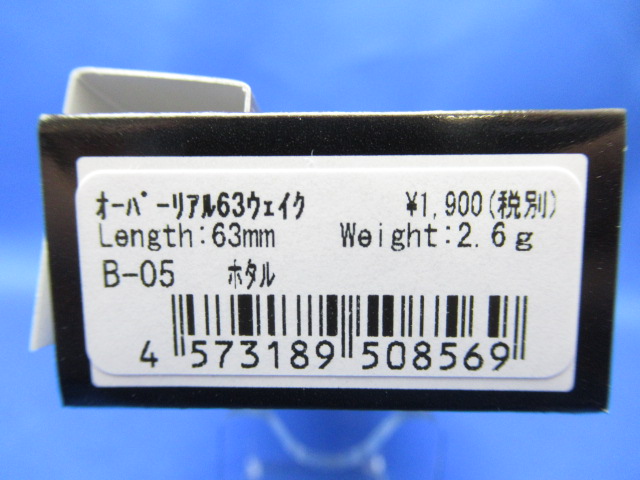 ｵｰﾊﾞｰﾘｱﾙ63ｳｪｲｸ ¥1,900(税別)
Length:63mm Weight:2.6g
B-05 ﾎﾀﾙ
4 573189 508569